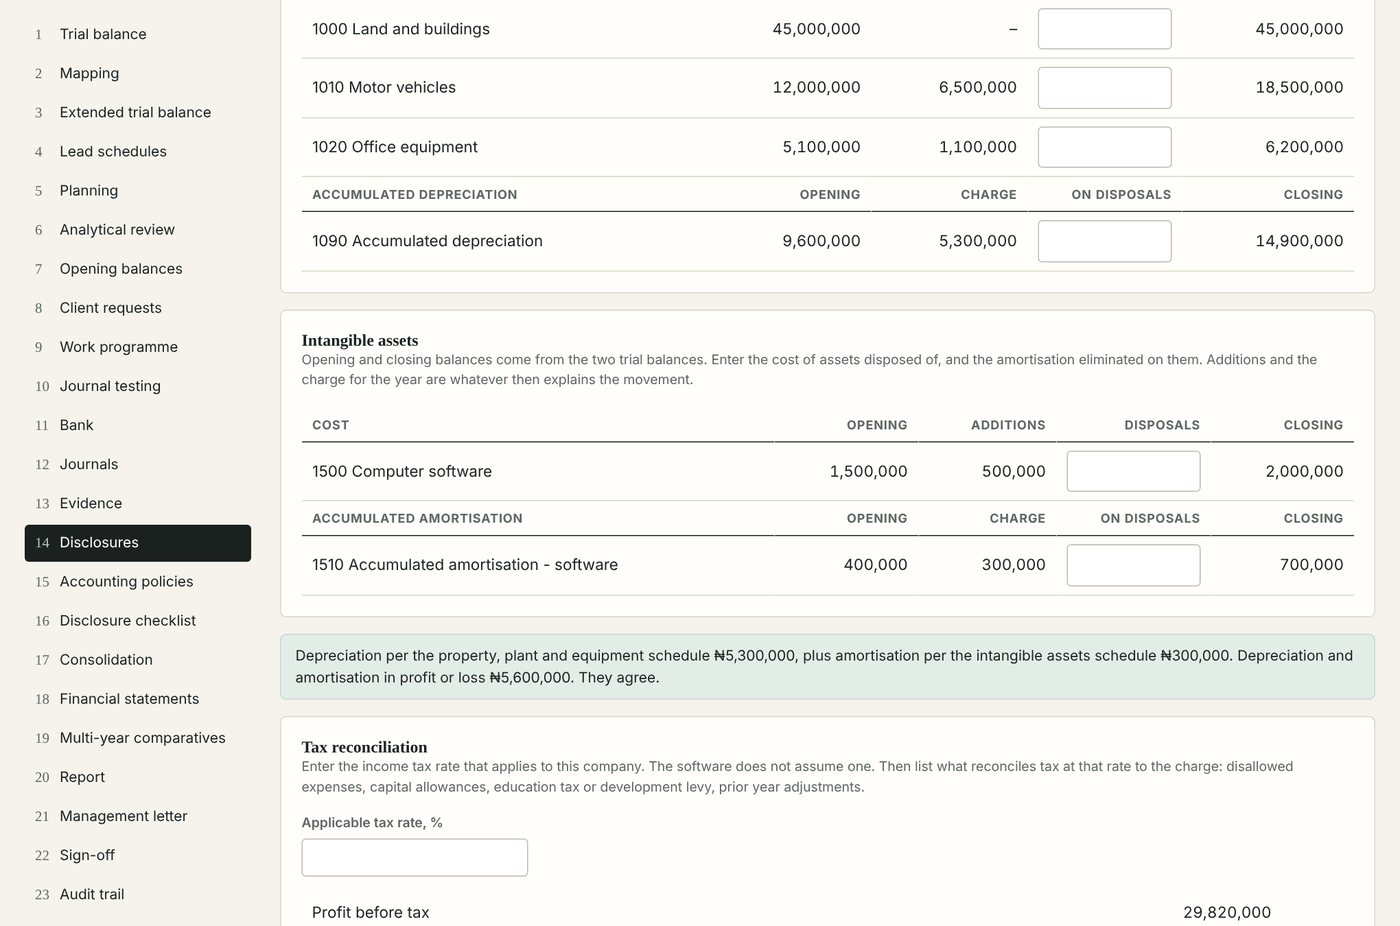 1 Trial balance
2 Mapping
3 Extended trial balance
4 Lead schedules
5 Planning
6 Analytical review
7 Opening balances
8 Client requests
9 Work programme
10 Journal testing
11 Bank
12 Journals
13 Evidence
14 Disclosures
15 Accounting policies
16 Disclosure checklist
17 Consolidation
18 Financial statements
19 Multi-year comparatives
20 Report
21 Management letter
22 Sign-off
23 Audit trail
1000 Land and buildings 45,000,000 – 45,000,000
1010 Motor vehicles 12,000,000 6,500,000 18,500,000
1020 Office equipment 5,100,000 1,100,000 6,200,000
ACCUMULATED DEPRECIATION OPENING CHARGE ON DISPOSALS CLOSING
1090 Accumulated depreciation 9,600,000 5,300,000 14,900,000
Intangible assets
Opening and closing balances come from the two trial balances. Enter the cost of assets disposed of, and the amortisation eliminated on them. Additions and the
charge for the year are whatever then explains the movement.
COST OPENING ADDITIONS DISPOSALS CLOSING
1500 Computer software 1,500,000 500,000 2,000,000
ACCUMULATED AMORTISATION OPENING CHARGE ON DISPOSALS CLOSING
1510 Accumulated amortisation - software 400,000 300,000 700,000
Depreciation per the property, plant and equipment schedule ₦5,300,000, plus amortisation per the intangible assets schedule ₦300,000. Depreciation and
amortisation in profit or loss ₦5,600,000. They agree.
Tax reconciliation
Enter the income tax rate that applies to this company. The software does not assume one. Then list what reconciles tax at that rate to the charge: disallowed
expenses, capital allowances, education tax or development levy, prior year adjustments.
Applicable tax rate, %
Profit before tax 29,820,000